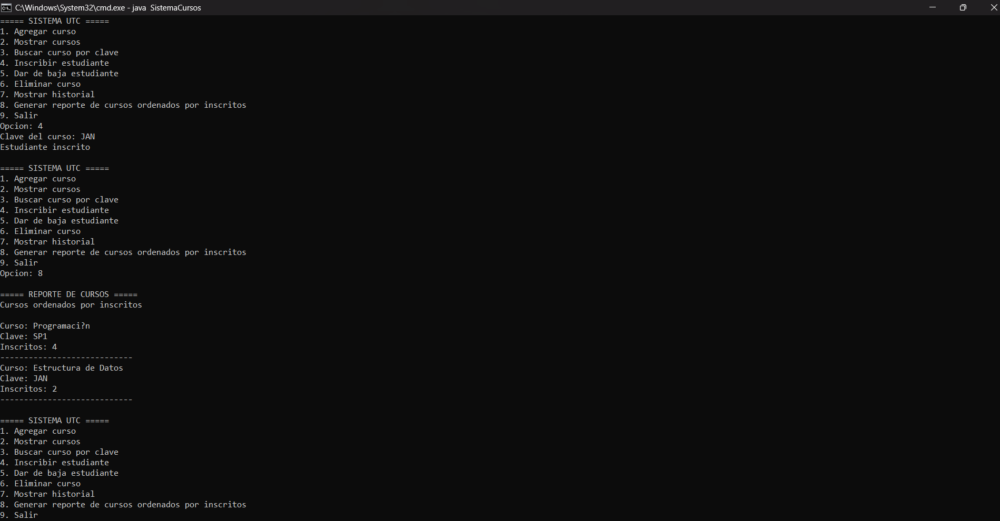 C:\Windows\System32\cmd.exe - java  SistemaCursos
===== SISTEMA UTC =====
1. Agregar curso
2. Mostrar cursos
3. Buscar curso por clave
4. Inscribir estudiante
5. Dar de baja estudiante
6. Eliminar curso
7. Mostrar historial
8. Generar reporte de cursos ordenados por inscritos
9. Salir
Opcion: 4
Clave del curso: JAN
Estudiante inscrito

===== SISTEMA UTC =====
1. Agregar curso
2. Mostrar cursos
3. Buscar curso por clave
4. Inscribir estudiante
5. Dar de baja estudiante
6. Eliminar curso
7. Mostrar historial
8. Generar reporte de cursos ordenados por inscritos
9. Salir
Opcion: 8

===== REPORTE DE CURSOS =====
Cursos ordenados por inscritos

Curso: Programaci?n
Clave: SP1
Inscritos: 4
----------------------------
Curso: Estructura de Datos
Clave: JAN
Inscritos: 2
----------------------------

===== SISTEMA UTC =====
1. Agregar curso
2. Mostrar cursos
3. Buscar curso por clave
4. Inscribir estudiante
5. Dar de baja estudiante
6. Eliminar curso
7. Mostrar historial
8. Generar reporte de cursos ordenados por inscritos
9. Salir